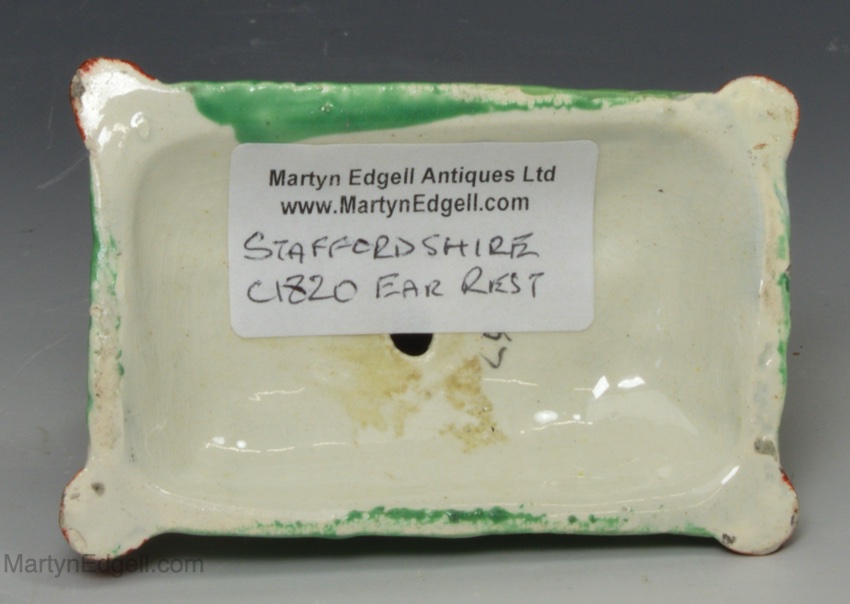 Martyn Edgell Antiques Ltd
www.MartynEdgell.com
STAFFORDSHIRE
C1820 EAR REST
MartynEdgell.com